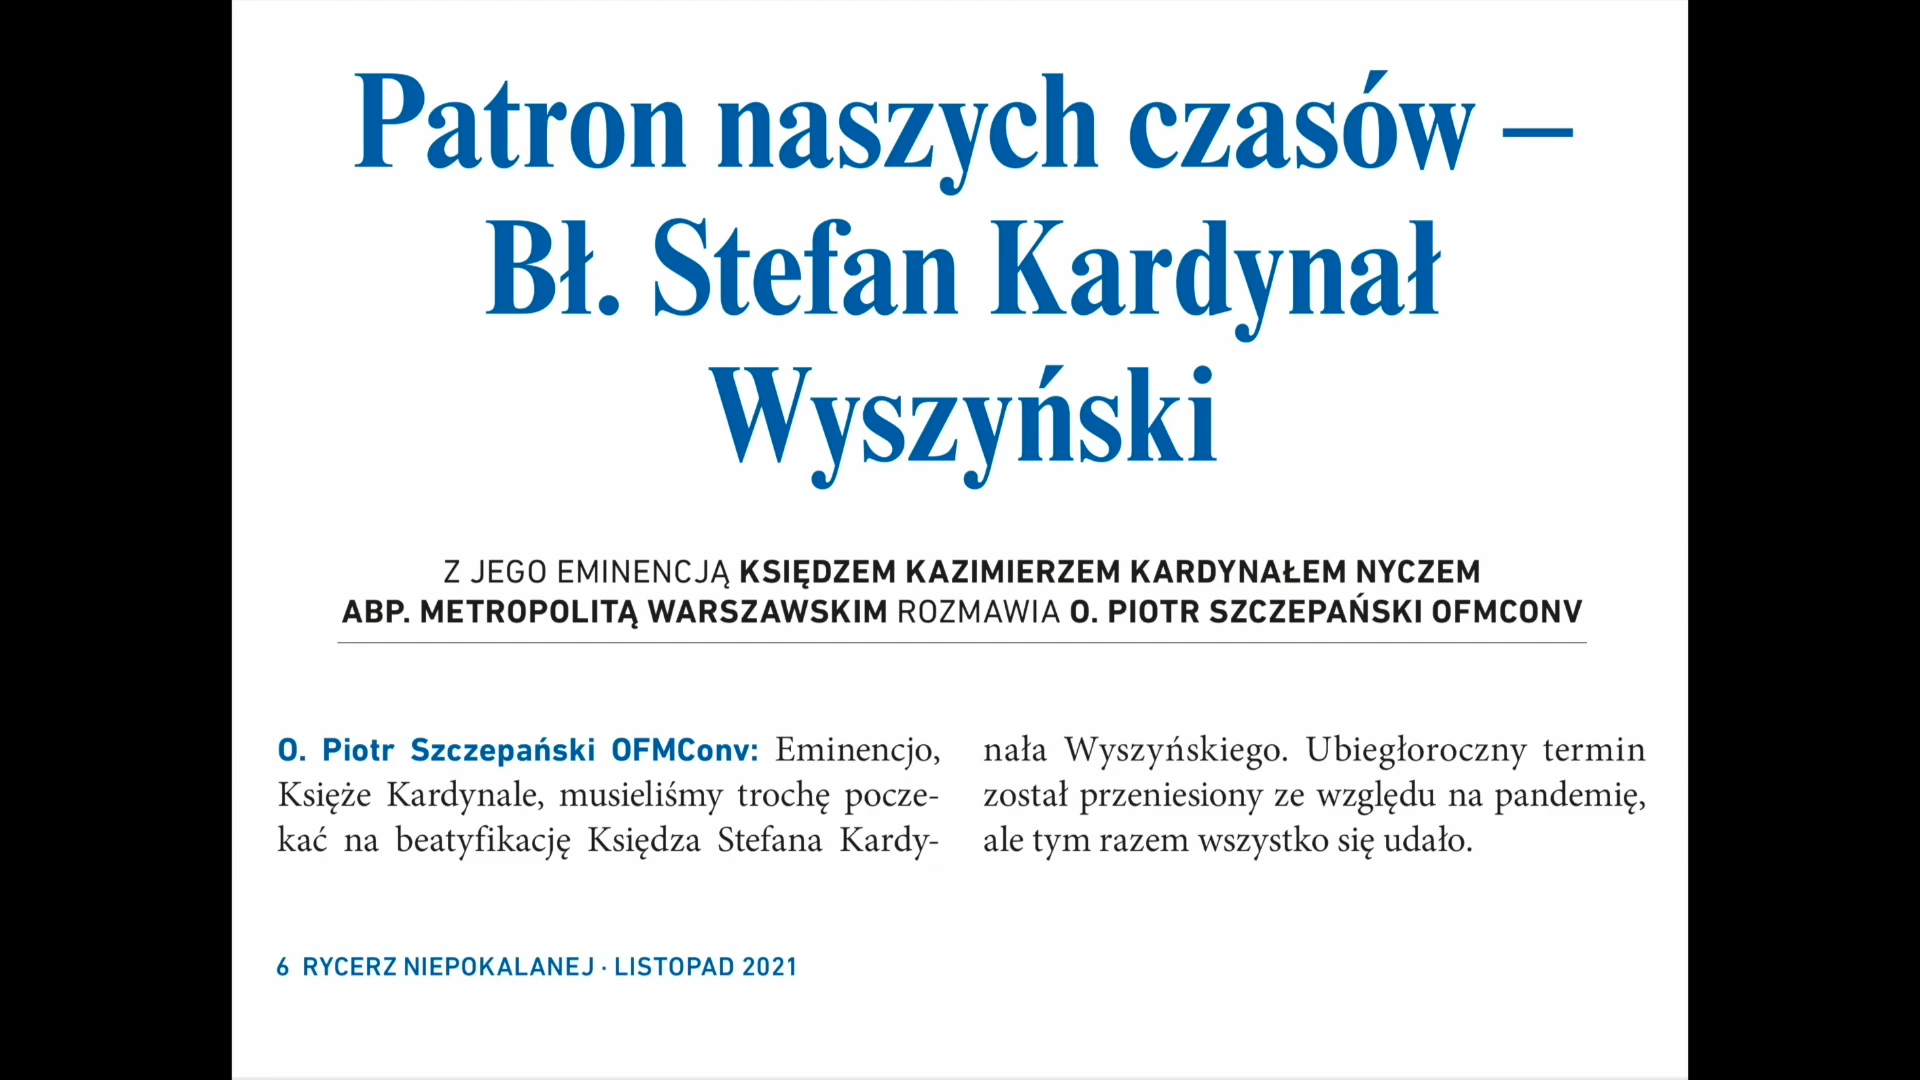 Patron naszych czasów –
Bł. Stefan Kardynał
Wyszyński
Z JEGO EMINENCJĄ KSIĘDZEM KAZIMIERZEM KARDYNAŁEM NYCZEM
ABP. METROPOLITĄ WARSZAWSKIM ROZMAWIA O. PIOTR SZCZEPAŃSKI OFMCONV
O. Piotr Szczepański OFMConv: Eminencjo,
Księże Kardynale, musieliśmy trochę pocze-
kać na beatyfikację Księdza Stefana Kardy-
nała Wyszyńskiego. Ubiegłoroczny termin
został przeniesiony ze względu na pandemię,
ale tym razem wszystko się udało.
6 RYCERZ NIEPOKALANEJ · LISTOPAD 2021